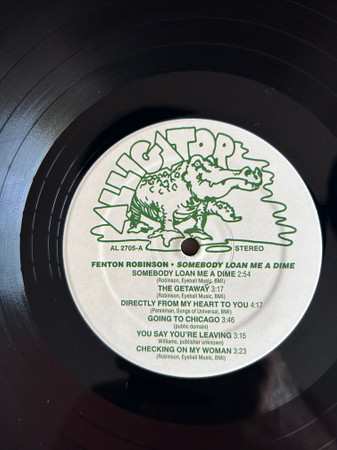 ALLIGATOR
AL 2705-A
STEREO
FENTON ROBINSON • SOMEBODY LOAN ME A DIME
SOMEBODY LOAN ME A DIME 2:54
(Robinson, Eyeball Music, BMI)
THE GETAWAY 3:17
(Robinson, Eyeball Music, BMI)
DIRECTLY FROM MY HEART TO YOU 4:17
(Penniman, Songs of Universal, BMI)
GOING TO CHICAGO 3:46
(public domain)
YOU SAY YOU'RE LEAVING 3:15
Williams, publisher unknown)
CHECKING ON MY WOMAN 3:23
(Robinson, Eyeball Music, BMI)